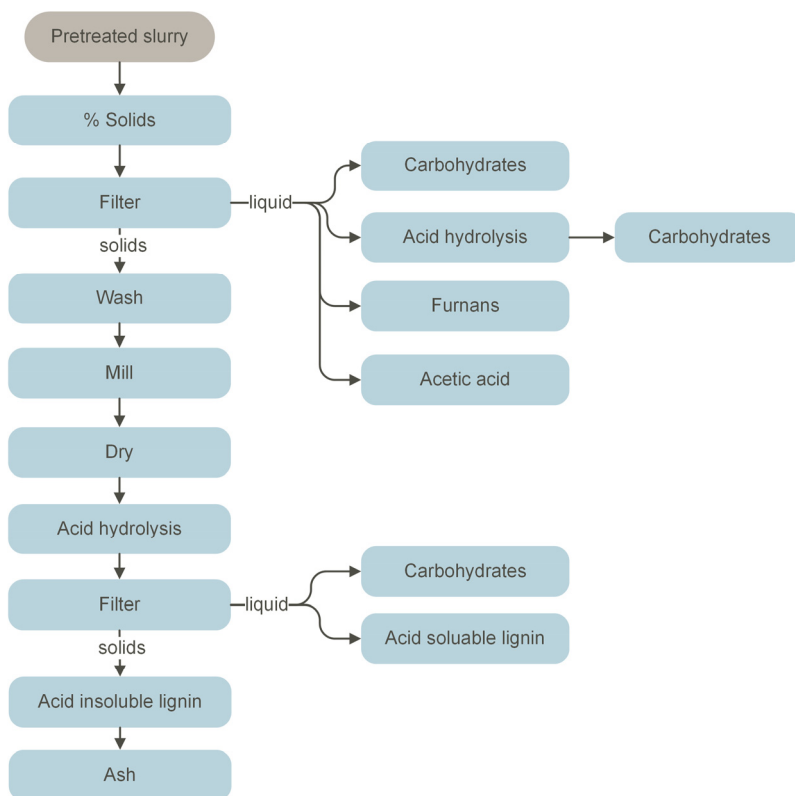 Pretreated slurry
% Solids
Filter
liquid
Carbohydrates
Acid hydrolysis
Carbohydrates
Furnans
Acetic acid
solids
Wash
Mill
Dry
Acid hydrolysis
Filter
liquid
Carbohydrates
Acid soluable lignin
solids
Acid insoluble lignin
Ash